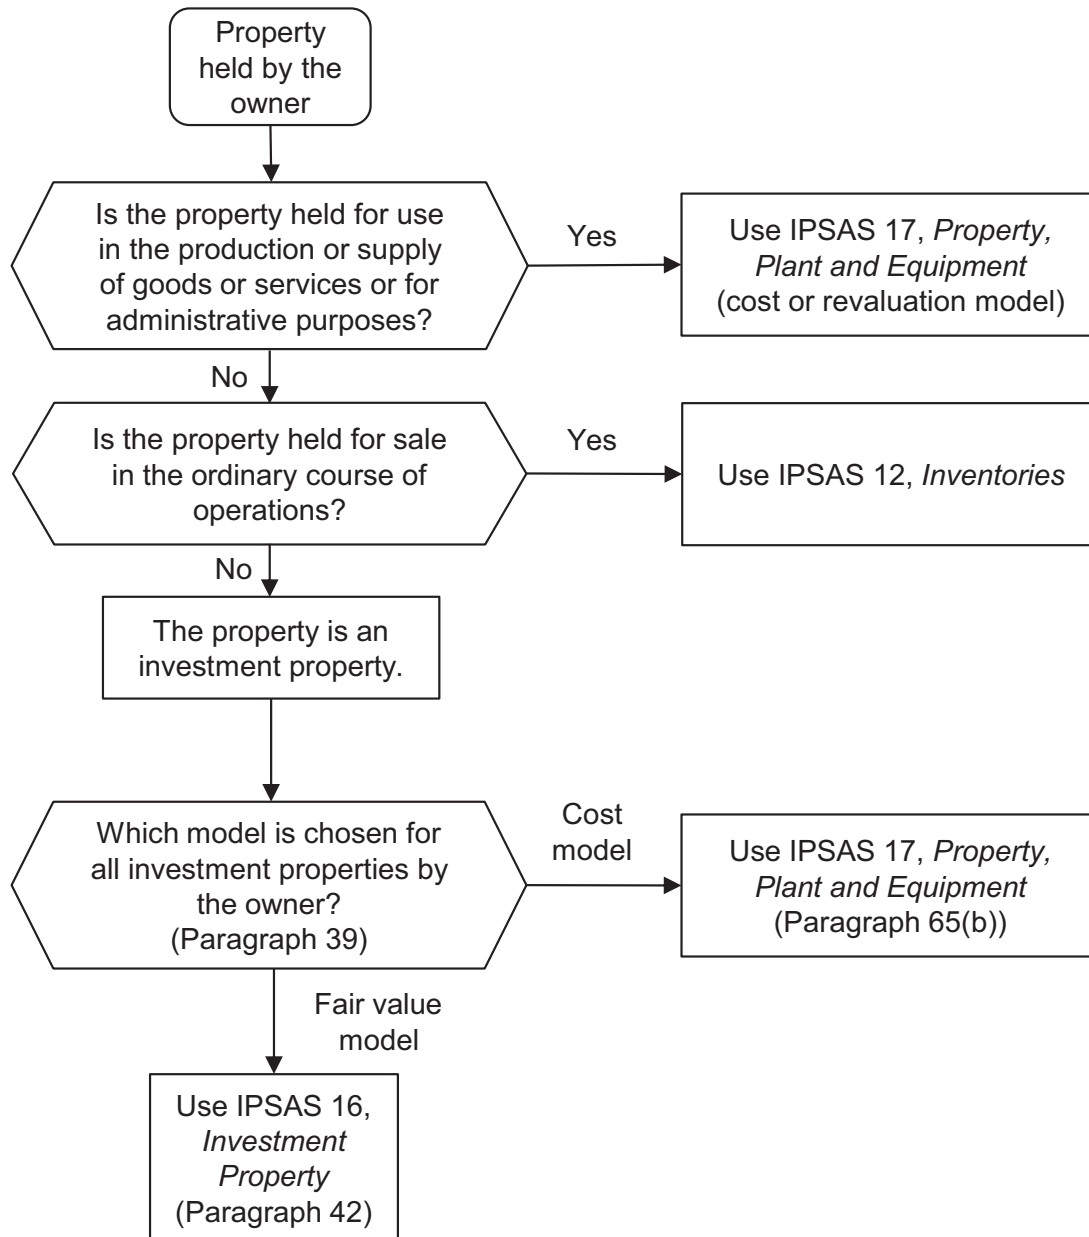 Property
held by the
owner
Is the property held for use
in the production or supply
of goods or services or for
administrative purposes?
Yes
Use IPSAS 17, Property,
Plant and Equipment
(cost or revaluation model)
No
Is the property held for sale
in the ordinary course of
operations?
Yes
Use IPSAS 12, Inventories
No
The property is an
investment property.
Which model is chosen for
all investment properties by
the owner?
(Paragraph 39)
Cost
model
Use IPSAS 17, Property,
Plant and Equipment
(Paragraph 65(b))
Fair value
model
Use IPSAS 16,
Investment
Property
(Paragraph 42)